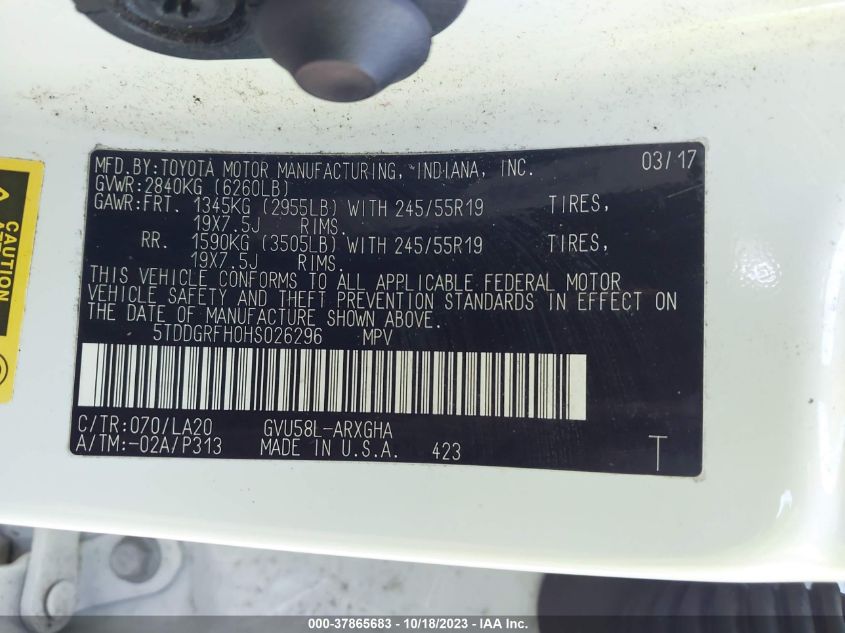 MFD.BY:TOYOTA MOTOR MANUFACTURING, INDIANA, INC. 03/17
GVWR:2840KG (6260LB)
GAWR:FRT. 1345KG (2955LB) WITH 245/55R19 TIRES,
19X7.5J RIMS.
RR. 1590KG (3505LB) WITH 245/55R19 TIRES,
19X7.5J RIMS.
THIS VEHICLE CONFORMS TO ALL APPLICABLE FEDERAL MOTOR
VEHICLE SAFETY AND THEFT PREVENTION STANDARDS IN EFFECT ON
THE DATE OF MANUFACTURE SHOWN ABOVE.
5TDDGRFH0HS026296 MPV
C/TR:070/LA20 GVU58L-ARXGHA
A/TM:-02A/P313 MADE IN U.S.A. 423 T
CAUTION
000-37865683 - 10/18/2023 - IAA Inc.